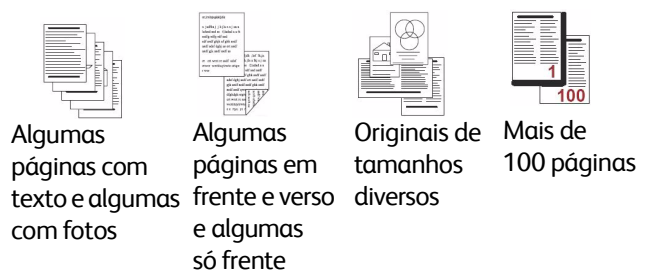 1
100
Algumas
páginas com
texto e algumas
com fotos
Algumas
páginas em
frente e verso
e algumas
só frente
Originais de
tamanhos
diversos
Mais de
100 páginas